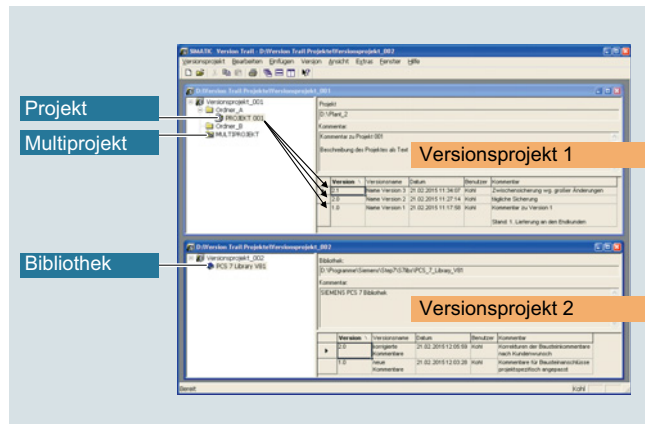 SIMATIC Version Trail - D:\Version Trail Projekte\Versionsprojekt_002
Versionsprojekt Bearbeiten Einfügen Version Ansicht Extras Fenster Hilfe
D:\Version Trail Projekte\Versionsprojekt_001
Projekt
Multiprojekt
Versionsprojekt_001
Ordner_A
PROJEKT 001
Ordner_B
MULTIPROJEKT
Projekt
D:\Plant_2
Kommentar:
Kommentar zu Projekt 001
Beschreibung des Projektes als Text
Versionsprojekt 1
Version Versionsname Datum Benutzer Kommentar
2.1 Name Version 3 21.02.2015 11:34:07 Kohl Zwischensicherung wg. großer Änderungen
2.0 Name Version 2 21.02.2015 11:27:14 Kohl tägliche Sicherung
1.0 Name Version 1 21.02.2015 11:17:58 Kohl Kommentar zu Version 1
Stand: 1. Lieferung an den Endkunden
D:\Version Trail Projekte\Versionsprojekt_002
Bibliothek
Versionsprojekt_002
PCS 7 Library V81
Bibliothek:
D:\Programme\Siemens\Step7\S7libs\PCS_7_Library_V81
Kommentar:
SIEMENS PCS 7 Bibliothek
Versionsprojekt 2
Version Versionsname Datum Benutzer Kommentar
2.0 korrigierte Kommentare 21.02.2015 12:05:59 Kohl Korrekturen der Bausteinkommentare
nach Kundenwunsch
1.0 neue Kommentare 21.02.2015 12:03:28 Kohl Kommentare für Bausteinanschlüsse
projektspezifisch angepasst
Bereit Kohl